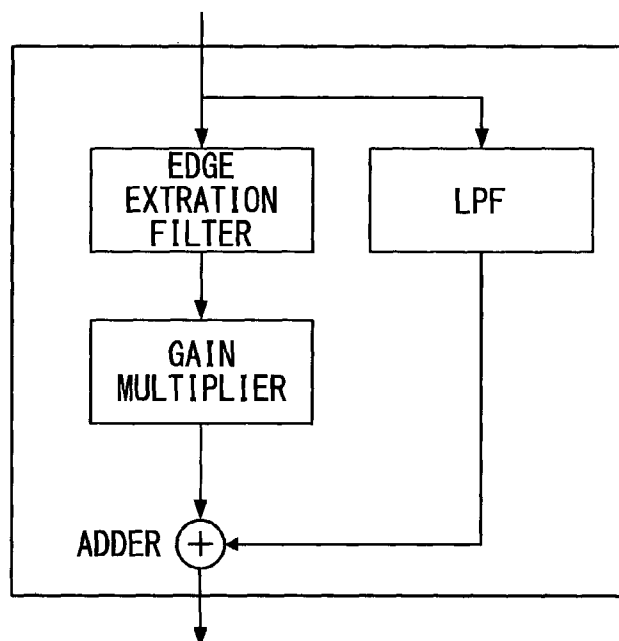 EDGE
EXTRATION
FILTER
LPF
GAIN
MULTIPLIER
ADDER +